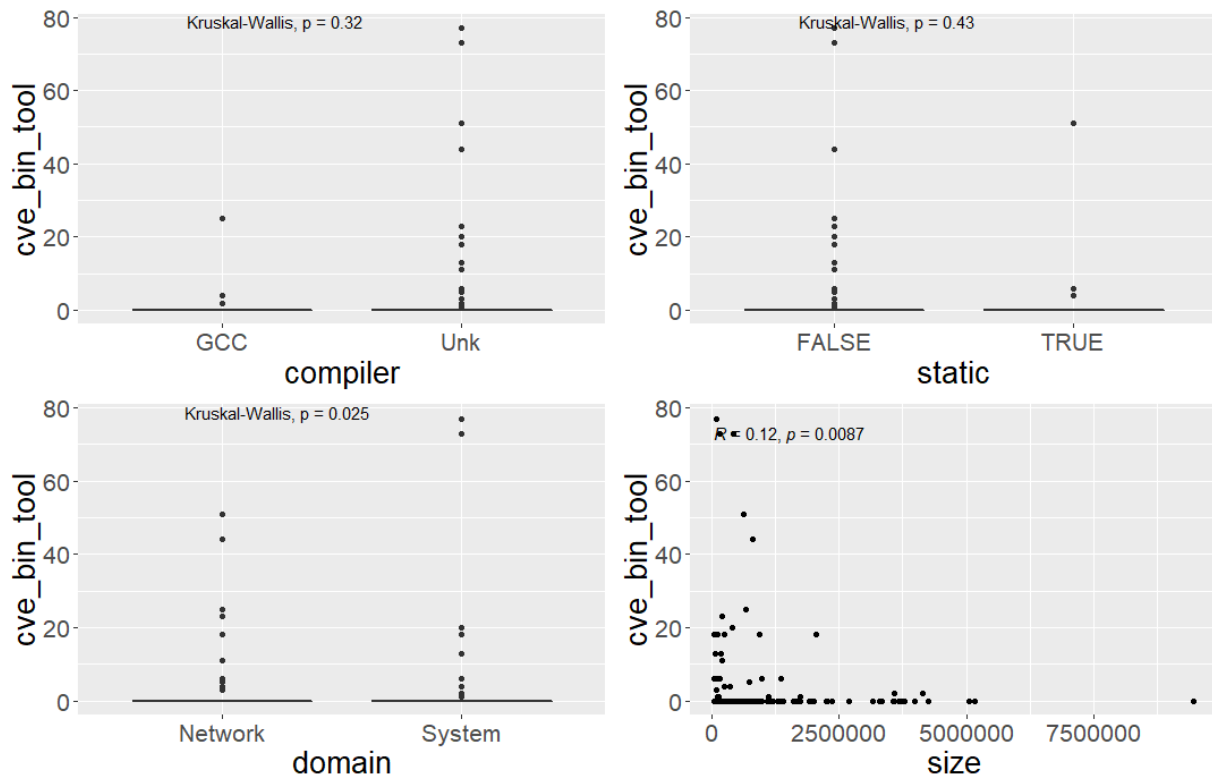 Kruskal-Wallis, p = 0.32
80
60
40
20
0
cve_bin_tool
GCC
Unk
compiler
Kruskal-Wallis, p = 0.43
80
60
40
20
0
cve_bin_tool
FALSE
TRUE
static
Kruskal-Wallis, p = 0.025
80
60
40
20
0
cve_bin_tool
Network
System
domain
R = 0.12, p = 0.0087
80
60
40
20
0
cve_bin_tool
0
2500000
5000000
7500000
size